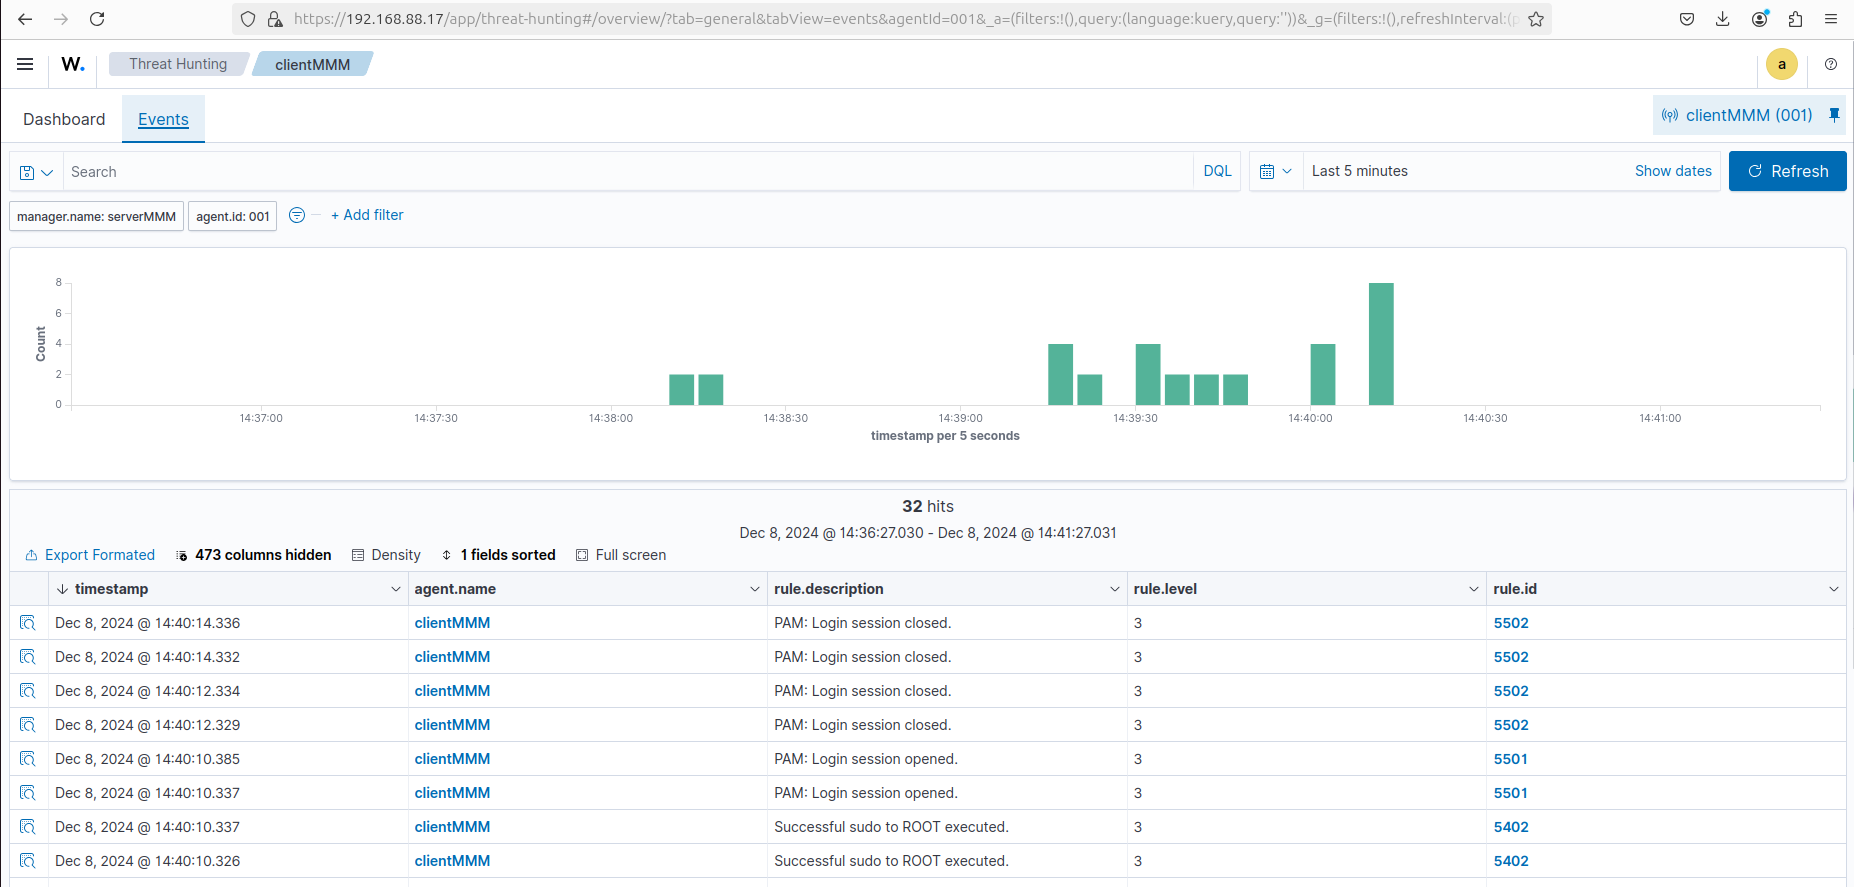 https://192.168.88.17/app/threat-hunting#/overview/?tab=general&tabView=events&agentId=001&_a=(filters:!(),query:(language:kuery,query:''))&_g=(filters:!(),refreshInterval:(p
W. Threat Hunting clientMMM a
Dashboard Events clientMMM (001)
Search DQL Last 5 minutes Show dates Refresh
manager.name: serverMMM agent.id: 001 + Add filter
8
6
4
2
0
Count
14:37:00 14:37:30 14:38:00 14:38:30 14:39:00 14:39:30 14:40:00 14:40:30 14:41:00
timestamp per 5 seconds
32 hits
Dec 8, 2024 @ 14:36:27.030 - Dec 8, 2024 @ 14:41:27.031
Export Formated 473 columns hidden Density 1 fields sorted Full screen
timestamp agent.name rule.description rule.level rule.id
Dec 8, 2024 @ 14:40:14.336 clientMMM PAM: Login session closed. 3 5502
Dec 8, 2024 @ 14:40:14.332 clientMMM PAM: Login session closed. 3 5502
Dec 8, 2024 @ 14:40:12.334 clientMMM PAM: Login session closed. 3 5502
Dec 8, 2024 @ 14:40:12.329 clientMMM PAM: Login session closed. 3 5502
Dec 8, 2024 @ 14:40:10.385 clientMMM PAM: Login session opened. 3 5501
Dec 8, 2024 @ 14:40:10.337 clientMMM PAM: Login session opened. 3 5501
Dec 8, 2024 @ 14:40:10.337 clientMMM Successful sudo to ROOT executed. 3 5402
Dec 8, 2024 @ 14:40:10.326 clientMMM Successful sudo to ROOT executed. 3 5402